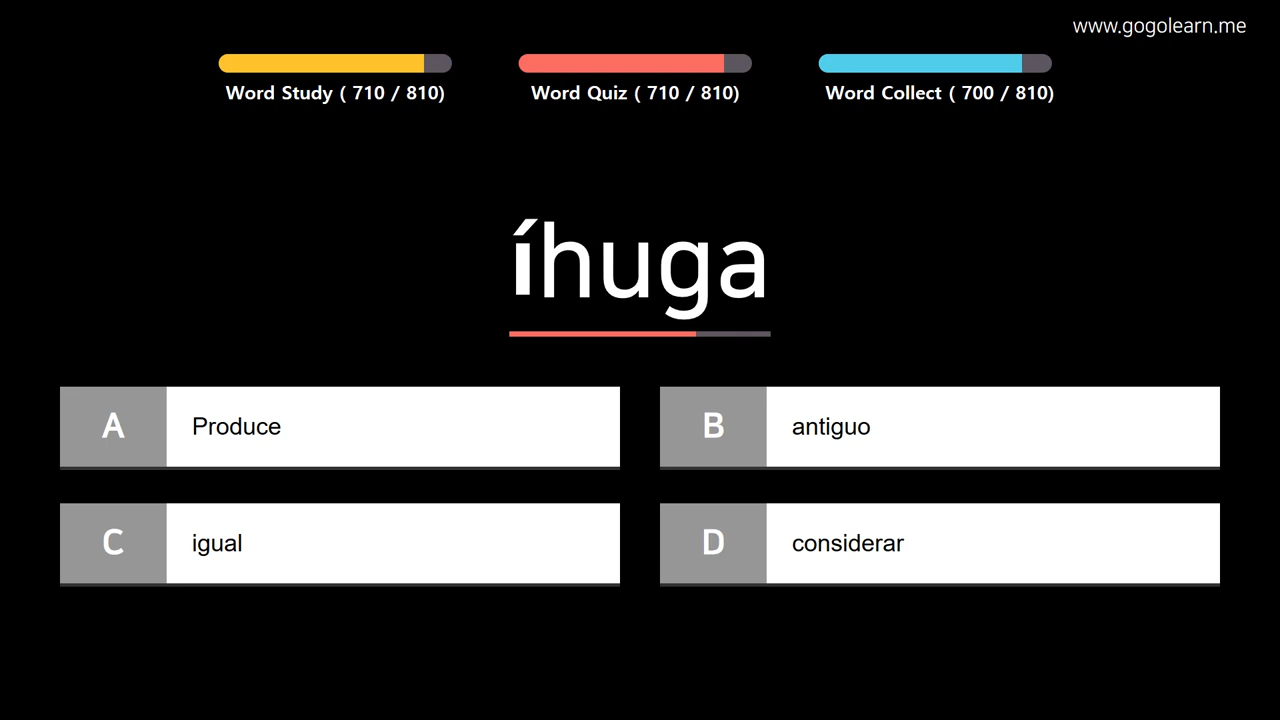 www.gogolearn.me
Word Study ( 710 / 810)
Word Quiz ( 710 / 810)
Word Collect ( 700 / 810)
íhuga
A Produce
B antiguo
C igual
D considerar